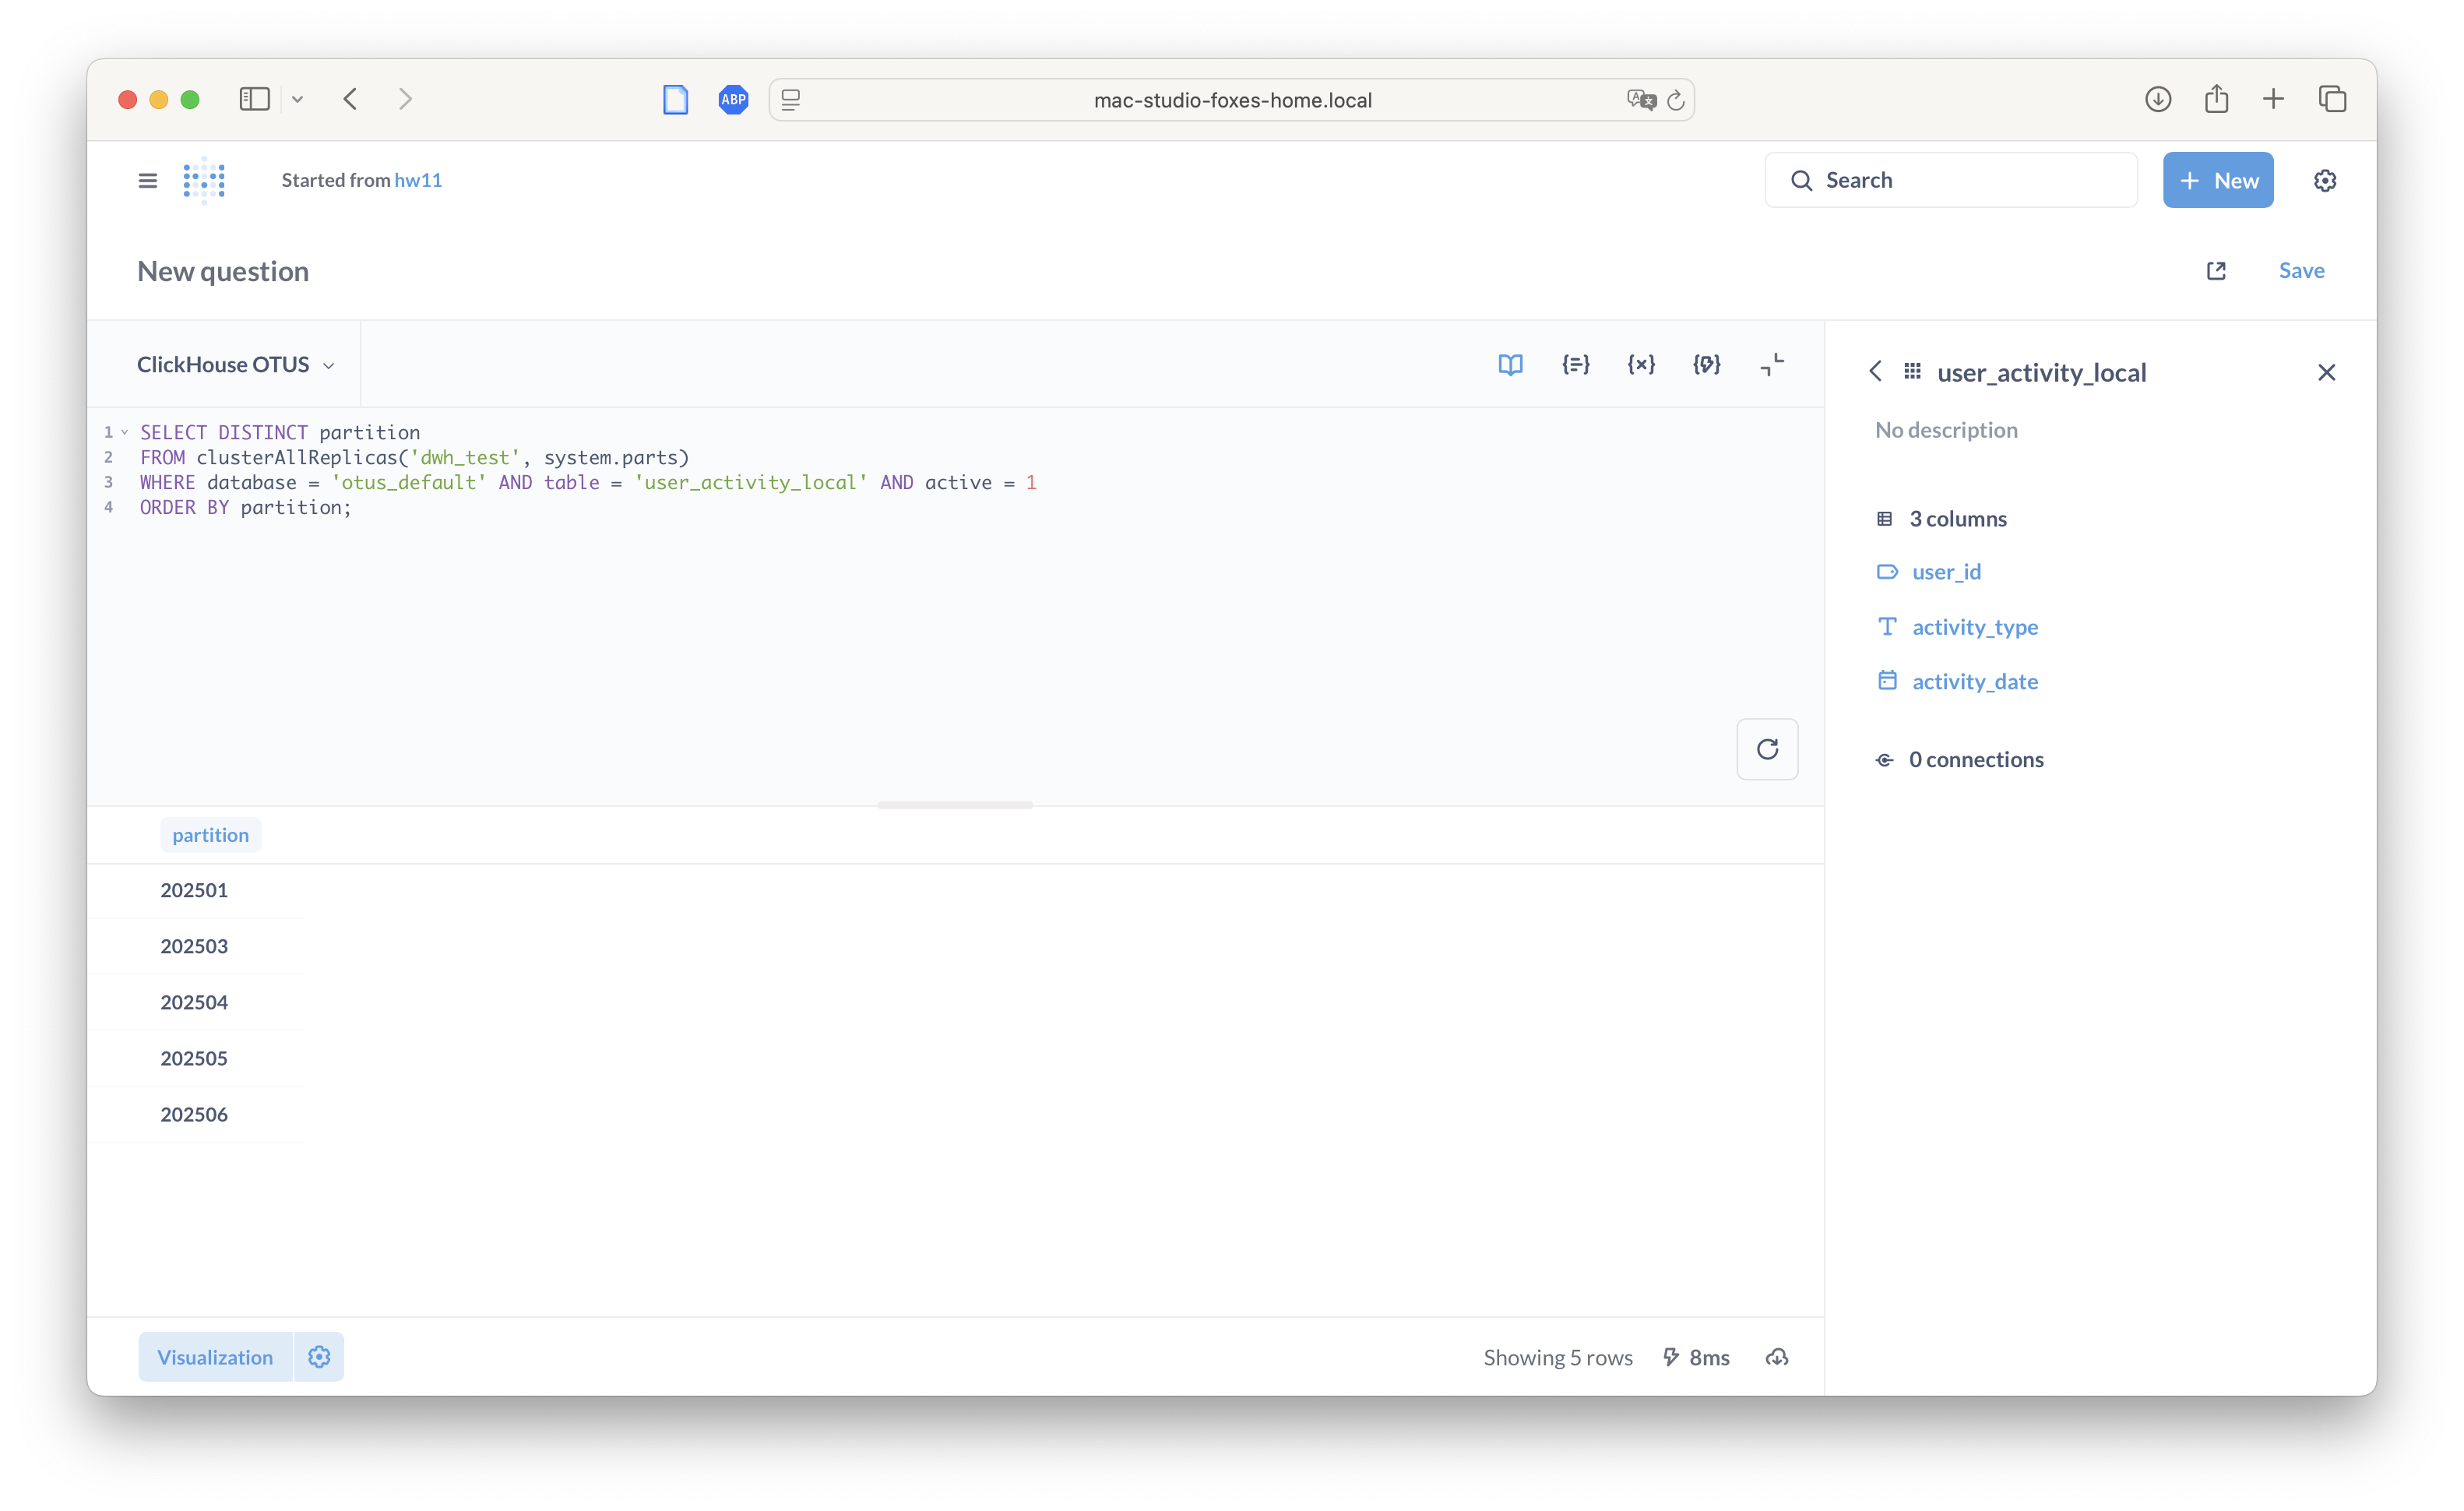 ABP
mac-studio-foxes-home.local
Started from hw11
Search
New
New question
Save
ClickHouse OTUS
1 SELECT DISTINCT partition
2 FROM clusterAllReplicas('dwh_test', system.parts)
3 WHERE database = 'otus_default' AND table = 'user_activity_local' AND active = 1
4 ORDER BY partition;
partition
202501
202503
202504
202505
202506
Visualization
Showing 5 rows
8ms
user_activity_local
No description
3 columns
user_id
activity_type
activity_date
0 connections